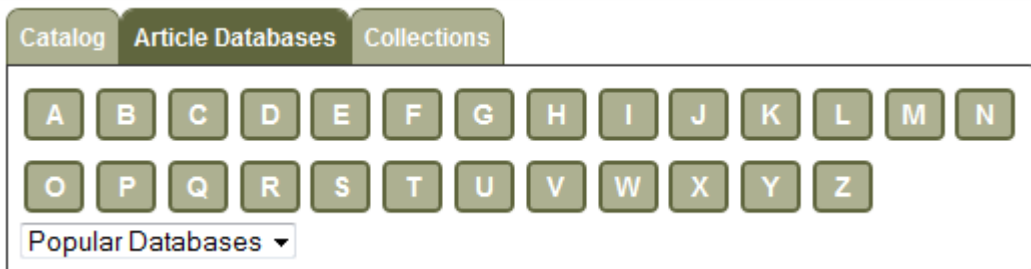 Catalog Article Databases Collections
A B C D E F G H I J K L M N
O P Q R S T U V W X Y Z
Popular Databases